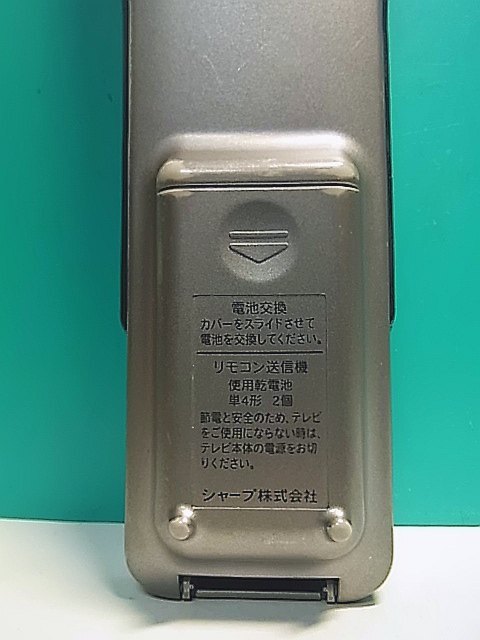 電池交換
カバーをスライドさせて
電池を交換してください。
リモコン送信機
使用乾電池
単4形 2個
節電と安全のため、テレビ
をご使用にならない時は、
テレビ本体の電源をお切
りください。
シャープ株式会社